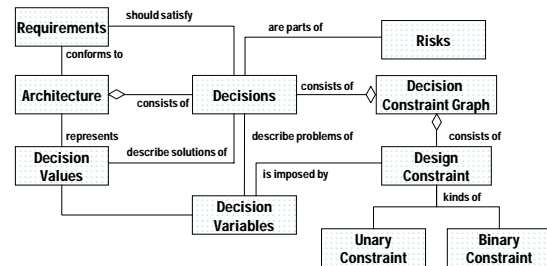 Requirements
should satisfy
are parts of
Risks
conforms to
Architecture
consists of
Decisions
consists of
Decision
Constraint Graph
represents
describe problems of
consists of
Decision
Values
describe solutions of
is imposed by
Design
Constraint
Decision
Variables
kinds of
Unary
Constraint
Binary
Constraint